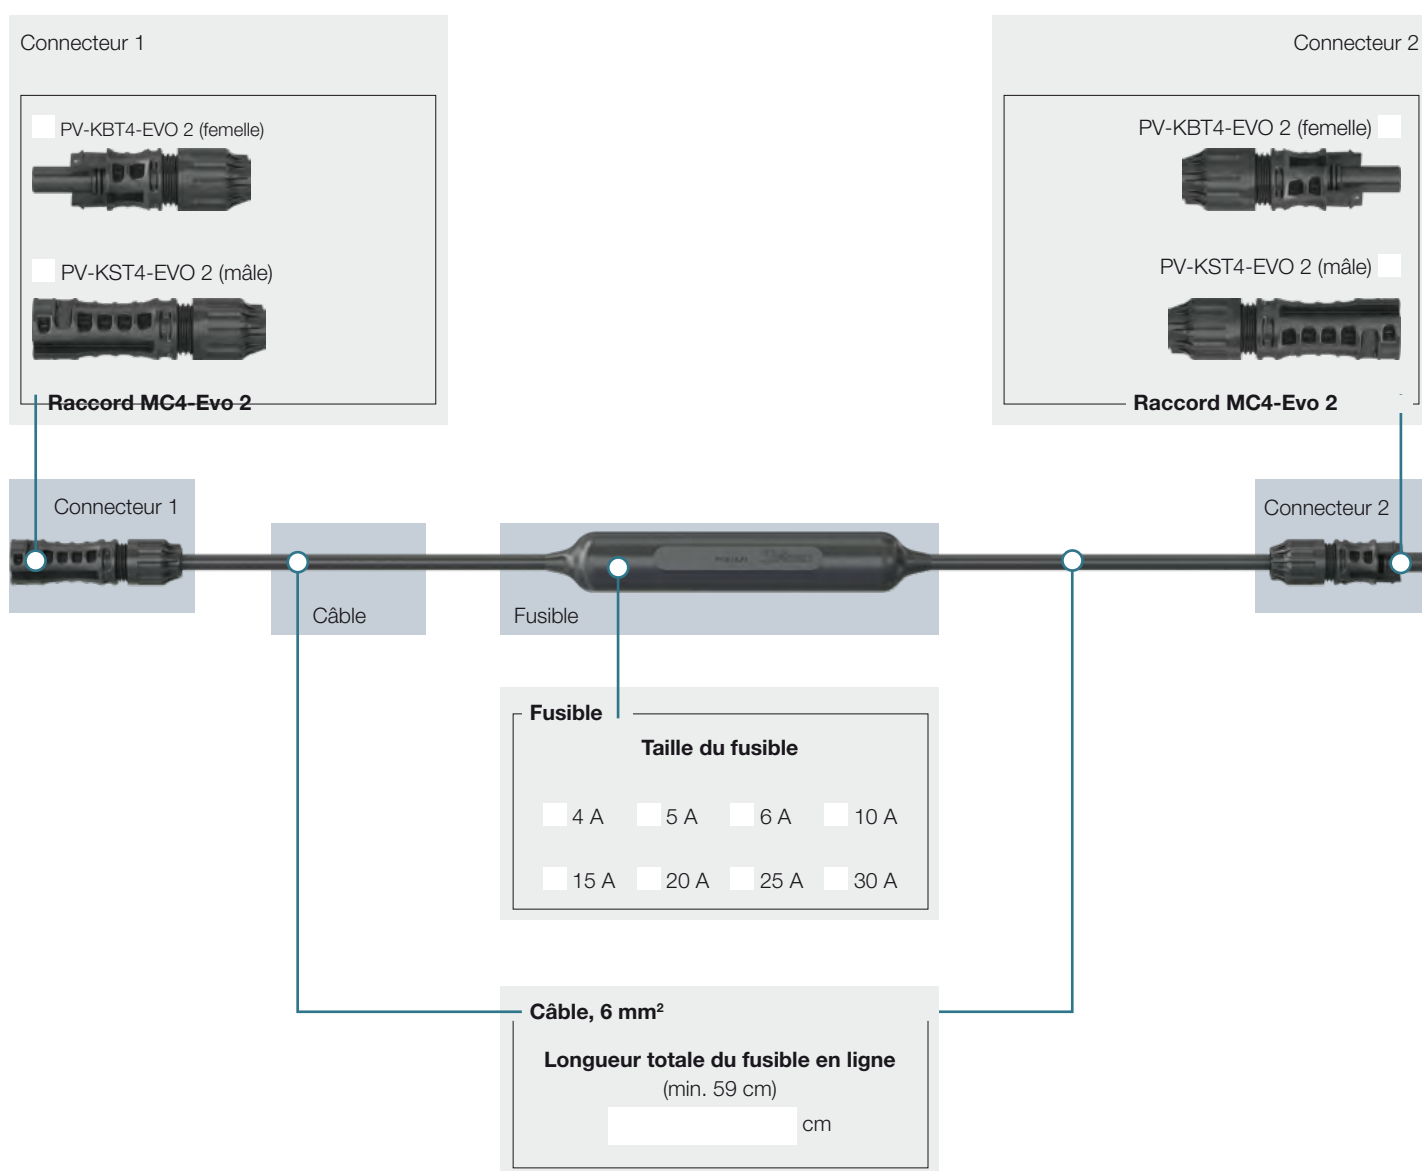 Connecteur 1
Connecteur 2
PV-KBT4-EVO 2 (femelle)
PV-KST4-EVO 2 (mâle)
Raccord MC4-Evo 2
PV-KBT4-EVO 2 (femelle)
PV-KST4-EVO 2 (mâle)
Raccord MC4-Evo 2
Connecteur 1
Câble
Fusible
Connecteur 2
Fusible
Taille du fusible
4 A 5 A 6 A 10 A
15 A 20 A 25 A 30 A
Câble, 6 mm²
Longueur totale du fusible en ligne
(min. 59 cm)
cm